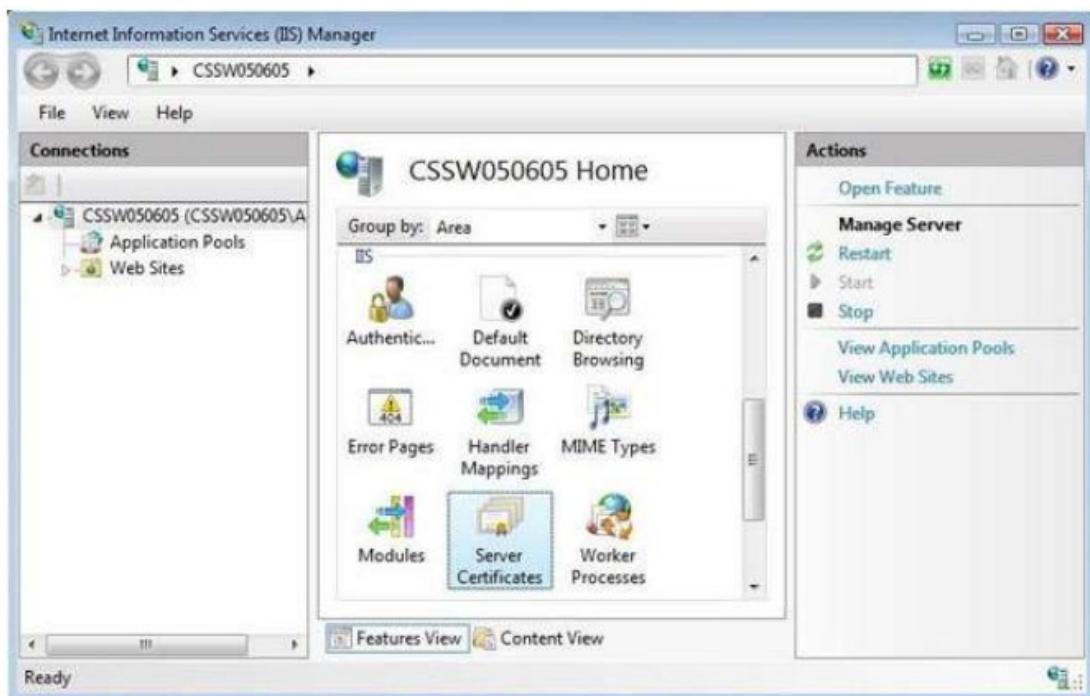 Internet Information Services (IIS) Manager
CSSW050605
File View Help
Connections
CSSW050605 (CSSW050605\A
Application Pools
Web Sites
CSSW050605 Home
Group by: Area
IIS
Authentic...
Default Document
Directory Browsing
Error Pages
404
Handler Mappings
MIME Types
Modules
Server Certificates
Worker Processes
Features View
Content View
Actions
Open Feature
Manage Server
Restart
Start
Stop
View Application Pools
View Web Sites
Help
Ready